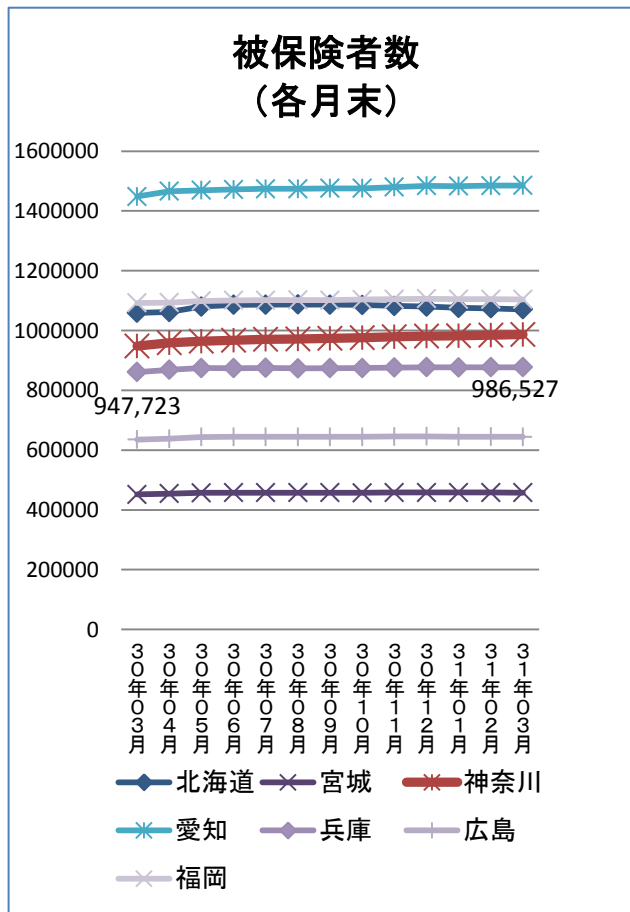 被保険者数
（各月末）
1600000
1400000
1200000
1000000
800000
600000
400000
200000
0
947,723
986,527
３０年０３月
３０年０４月
３０年０５月
３０年０６月
３０年０７月
３０年０８月
３０年０９月
３０年１０月
３０年１１月
３０年１２月
３１年０１月
３１年０２月
３１年０３月
北海道 宮城 神奈川
愛知 兵庫 広島
福岡